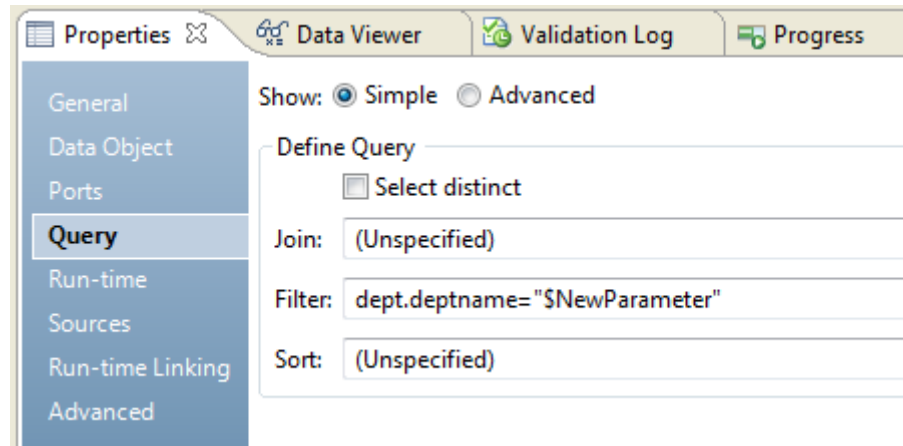 Properties Data Viewer Validation Log Progress
General
Data Object
Ports
Query
Run-time
Sources
Run-time Linking
Advanced
Show: Simple Advanced
Define Query
Select distinct
Join: (Unspecified)
Filter: dept.deptname="$NewParameter"
Sort: (Unspecified)